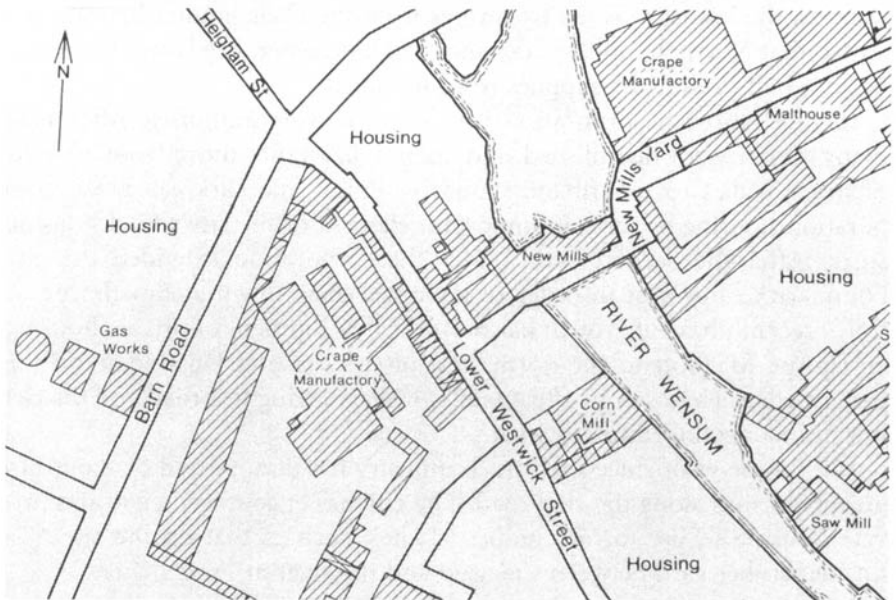 Heigham St
N
Crape
Manufactory
Malthouse
Housing
New Mills Yard
Housing
New Mills
Housing
Gas
Works
Barn Road
Crape
Manufactory
Lower Westwick Street
RIVER WENSUM
Corn
Mill
S
Saw Mill
Housing